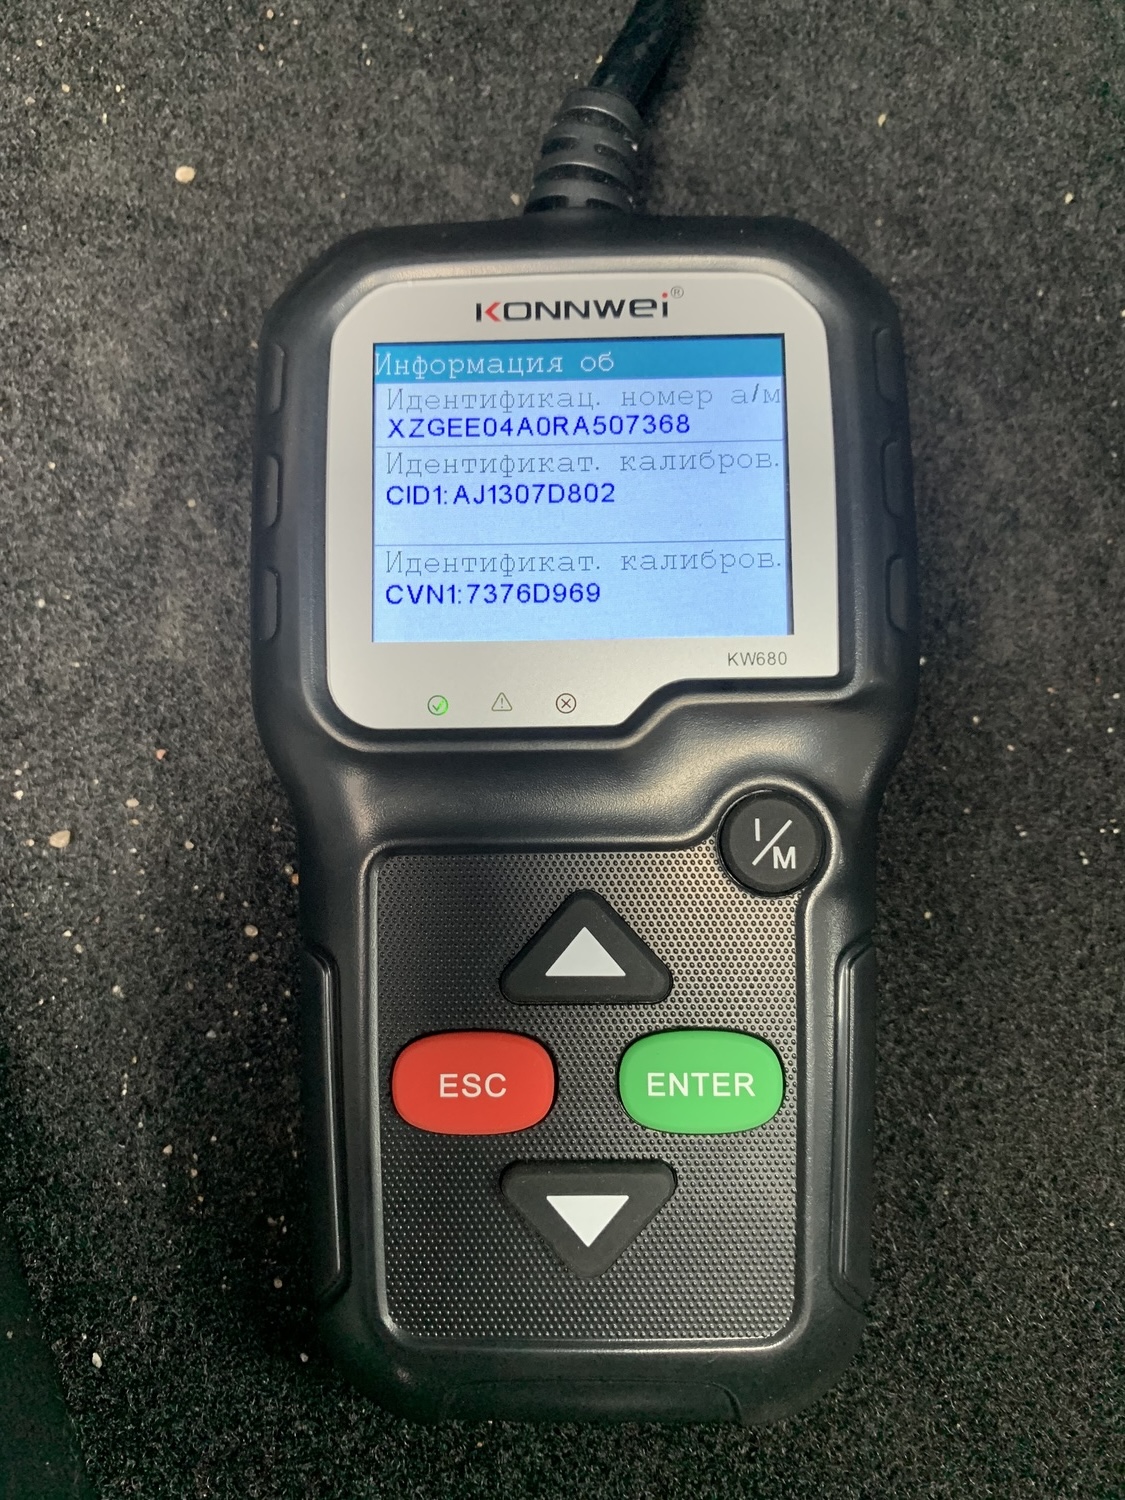 KONNWEI®
Информация об
Идентификац. номер а/м
XZGEE04A0RA507368
Идентификат. калибров.
CID1:AJ1307D802
Идентификат. калибров.
CVN1:7376D969
KW680
I/M
ESC
ENTER